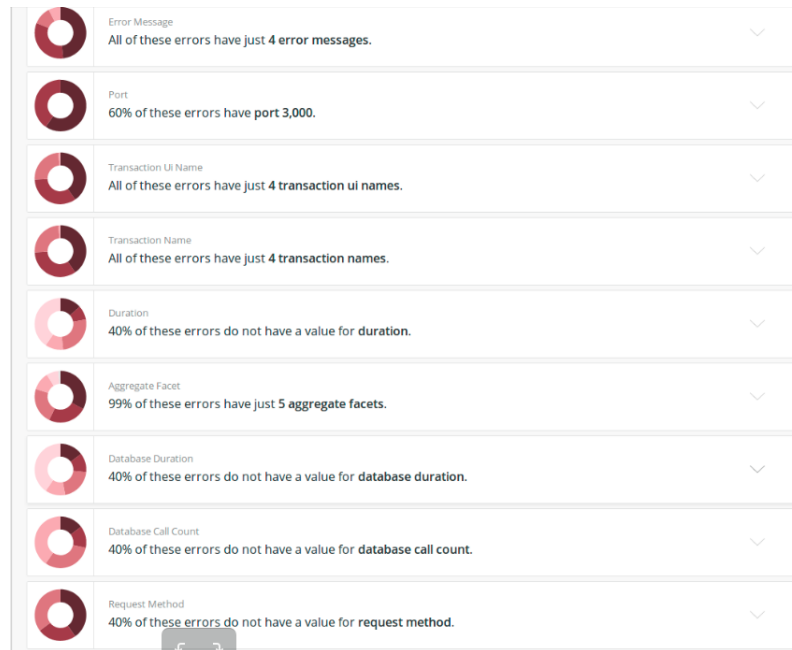 Error Message
All of these errors have just 4 error messages.
Port
60% of these errors have port 3,000.
Transaction Ui Name
All of these errors have just 4 transaction ui names.
Transaction Name
All of these errors have just 4 transaction names.
Duration
40% of these errors do not have a value for duration.
Aggregate Facet
99% of these errors have just 5 aggregate facets.
Database Duration
40% of these errors do not have a value for database duration.
Database Call Count
40% of these errors do not have a value for database call count.
Request Method
40% of these errors do not have a value for request method.